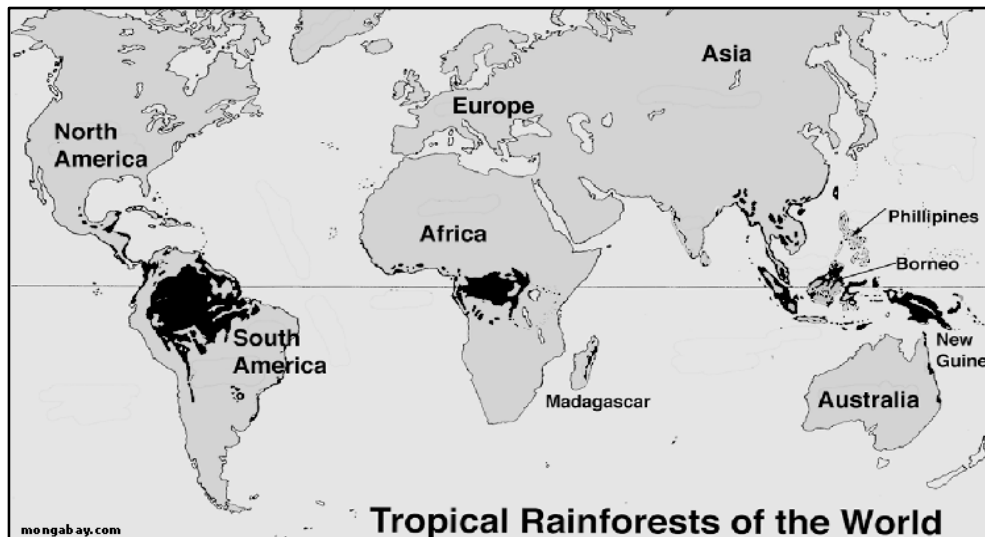 Asia
Europe
North
America
Africa
Phillipines
Borneo
South
America
New
Guine
Madagascar
Australia
mongabay.com
Tropical Rainforests of the World